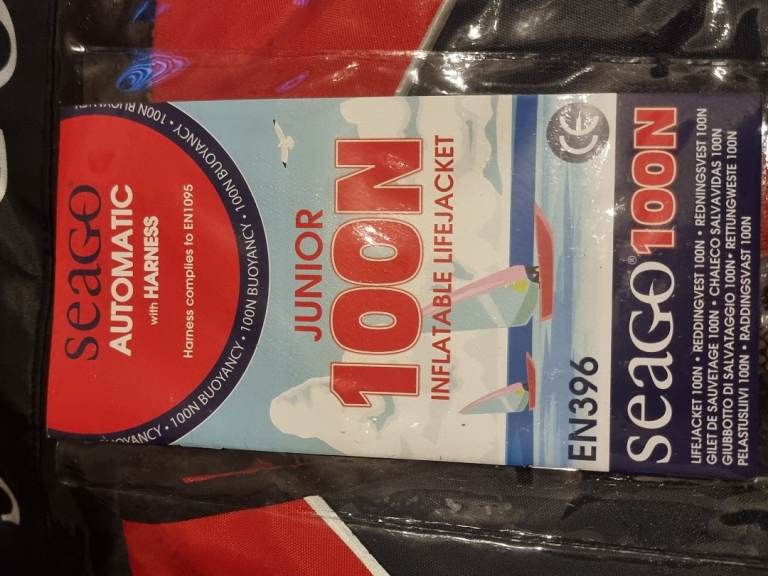 seaGO
AUTOMATIC
with HARNESS
Harness complies to EN1095
100N BUOYANCY • 100N BUOYANCY • 100N BUOYANCY • 100N BUOYANCY
JUNIOR
100N
INFLATABLE LIFEJACKET
CE
EN396
seaGO® 100N
LIFEJACKET 100N • REDDINGVEST 100N • REDNINGSVEST 100N
GILET DE SAUVETAGE 100N • CHALECO SALVAVIDAS 100N
GIUBBOTTO DI SALVATAGGIO 100N • RETTUNGWESTE 100N
PELASTUSLIIVI 100N • RADDINGSVAST 100N